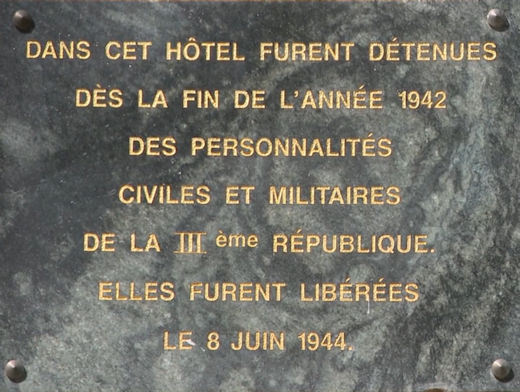 DANS CET HÔTEL FURENT DÉTENUES
DÈS LA FIN DE L'ANNÉE 1942
DES PERSONNALITÉS
CIVILES ET MILITAIRES
DE LA III ème RÉPUBLIQUE.
ELLES FURENT LIBÉRÉES
LE 8 JUIN 1944.